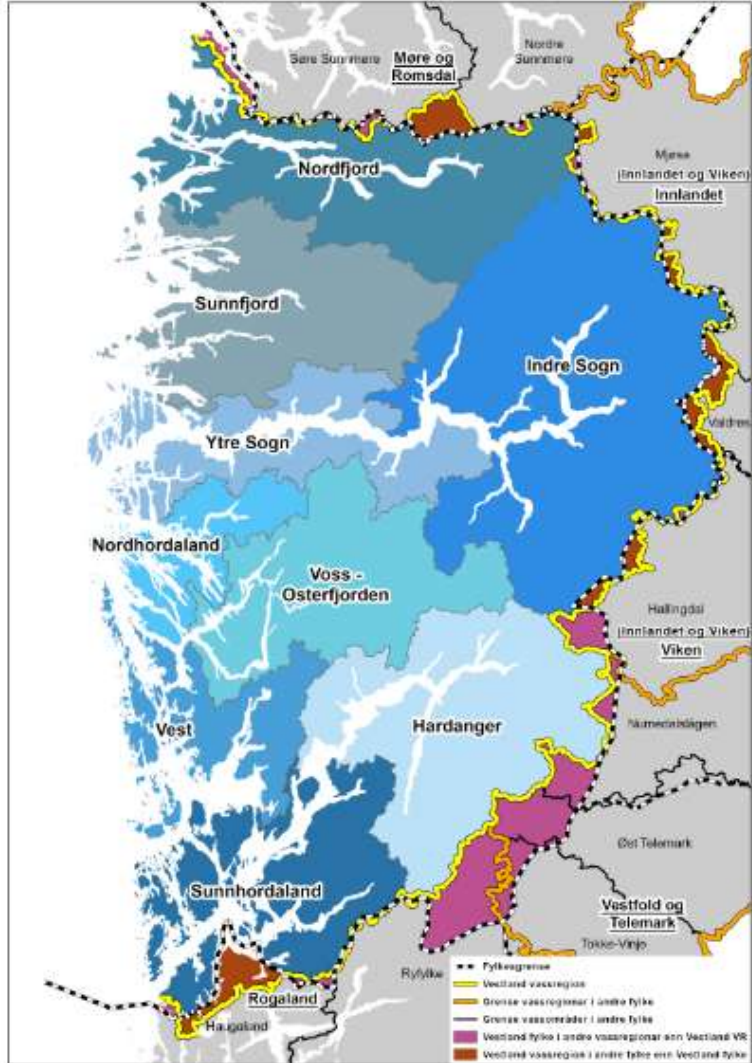 Søre Sunnmøre
Møre og
Romsdal
Nordre
Sunnmøre
Nordfjord
Mjøsa
(Innlandet og Viken)
Innlandet
Sunnfjord
Indre Sogn
Valdres
Ytre Sogn
Nordhordaland
Voss -
Osterfjorden
Hallingdal
(Innlandet og Viken)
Viken
Vest
Hardanger
Numedalslågen
Øst Telemark
Sunnhordaland
Vestfold og
Telemark
Tokke-Vinje
Ryfylke
Rogaland
Haugaland
Fylkesgrense
Vestland vassregion
Grense vassregionar i andre fylke
Grense vassområder i andre fylke
Vestland fylke i andre vassregionar enn Vestland VR
Vestland vassregion i andre fylke enn Vestland fylke